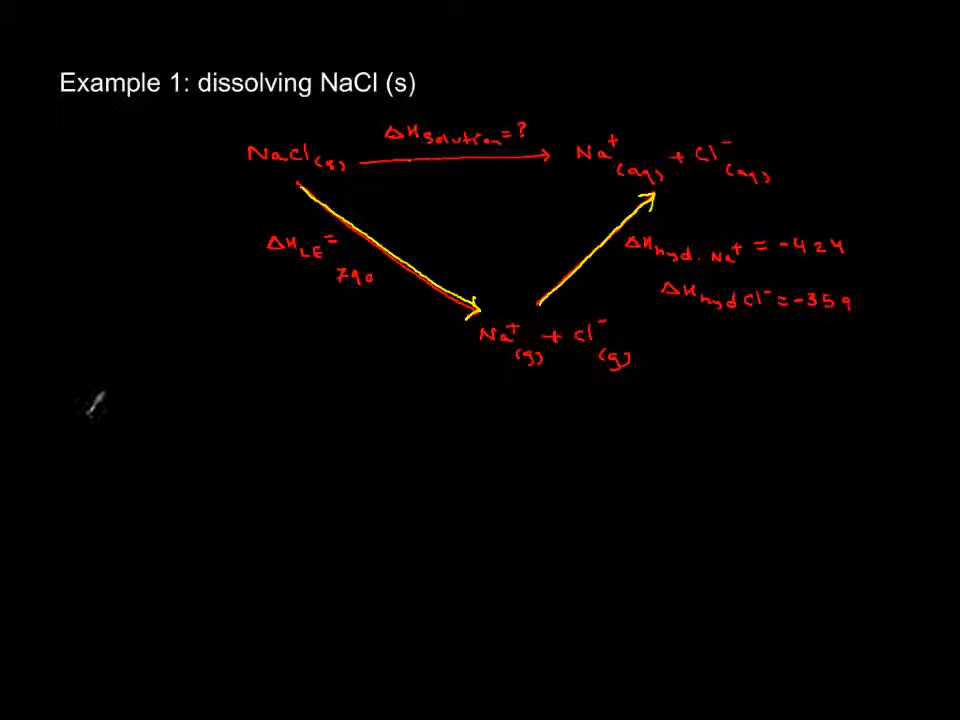 Example 1: dissolving NaCl (s)
ΔH solution = ?
NaCl(s) → Na⁺(aq) + Cl⁻(aq)
ΔH LE = 790
ΔH hyd. Na⁺ = -424
ΔH hyd Cl⁻ = -359
Na⁺(g) + Cl⁻(g)